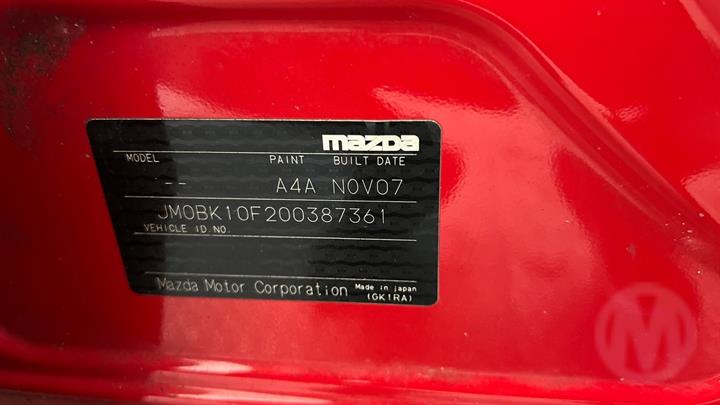 mazda
MODEL PAINT BUILT DATE
-- A4A NOV07
JM0BK10F200387361
VEHICLE ID.NO.
Mazda Motor Corporation Made in Japan
(GK1RA)
M